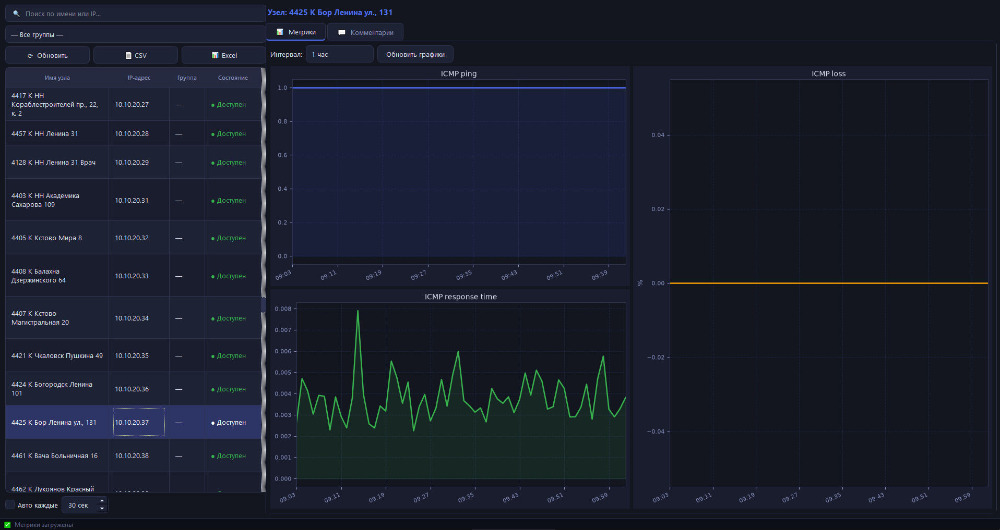 Поиск по имени или IP...
— Все группы —
Обновить
CSV
Excel
Имя узла IP-адрес Группа Состояние
4417 К НН
Кораблестроителей пр., 22,
к. 2
10.10.20.27 — ● Доступен
4457 К НН Ленина 31 10.10.20.28 — ● Доступен
4128 К НН Ленина 31 Врач 10.10.20.29 — ● Доступен
4403 К НН Академика
Сахарова 109
10.10.20.31 — ● Доступен
4405 К Кстово Мира 8 10.10.20.32 — ● Доступен
4408 К Балахна
Дзержинского 64
10.10.20.33 — ● Доступен
4407 К Кстово
Магистральная 20
10.10.20.34 — ● Доступен
4421 К Чкаловск Пушкина 49 10.10.20.35 — ● Доступен
4424 К Богородск Ленина
101
10.10.20.36 — ● Доступен
4425 К Бор Ленина ул., 131 10.10.20.37 — ● Доступен
4461 К Вача Больничная 16 10.10.20.38 — ● Доступен
4462 К Лукоянов Красный
Авто каждые 30 сек
Метрики загружены
Узел: 4425 К Бор Ленина ул., 131
Метрики
Комментарии
Интервал: 1 час
Обновить графики
ICMP ping
1.0
0.8
0.6
0.4
0.2
0.0
09:03 09:11 09:19 09:27 09:35 09:43 09:51 09:59
ICMP response time
0.008
0.007
0.006
0.005
0.004
0.003
0.002
0.001
0.000
09:03 09:11 09:19 09:27 09:35 09:43 09:51 09:59
ICMP loss
%
0.04
0.02
0.00
−0.02
−0.04
09:03 09:11 09:19 09:27 09:35 09:43 09:51 09:59